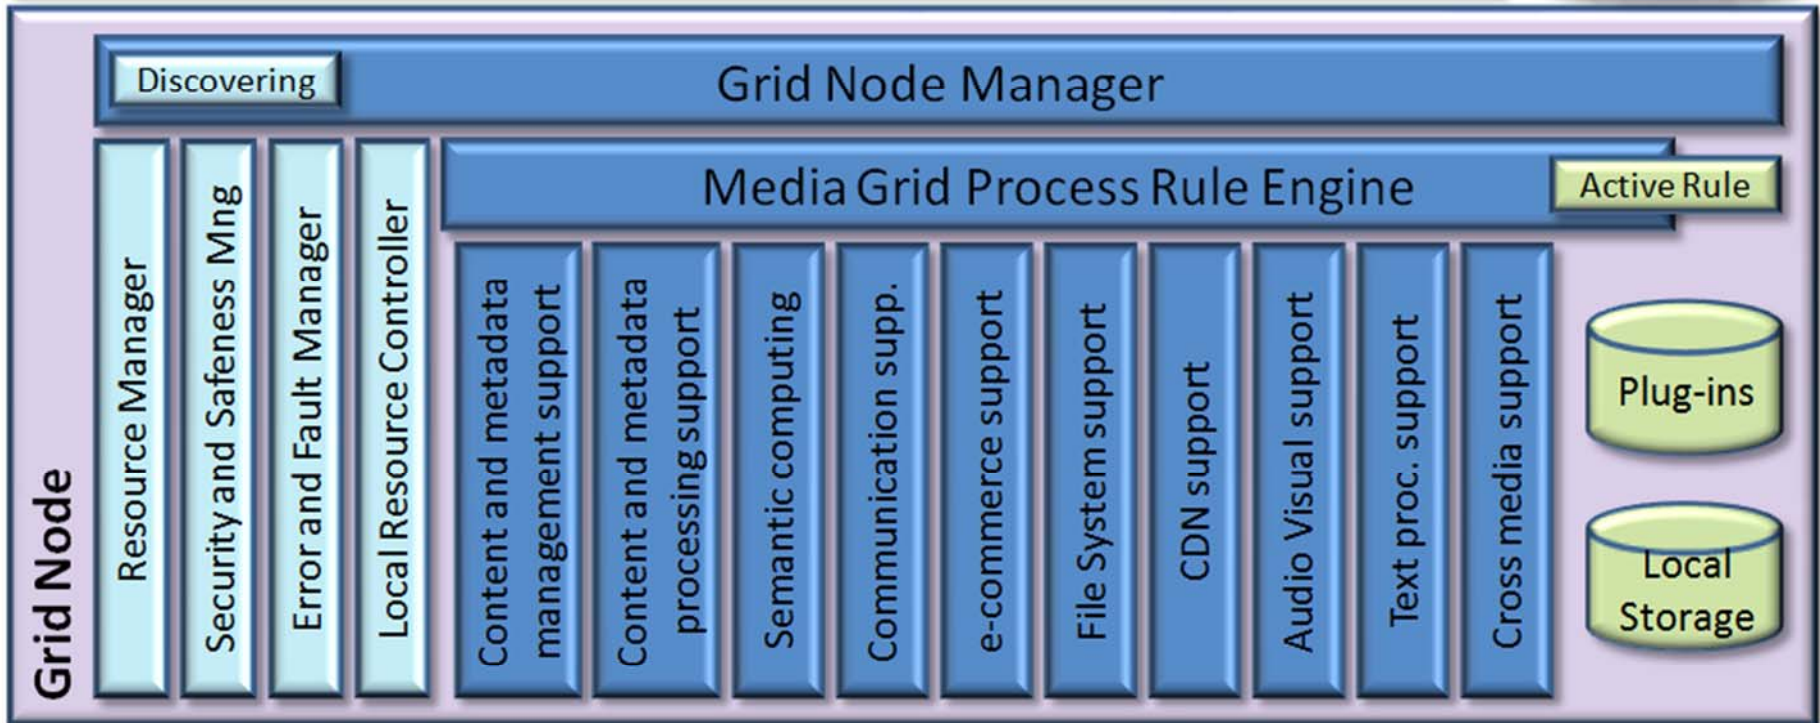 Discovering
Grid Node Manager
Media Grid Process Rule Engine
Active Rule
Grid Node
Resource Manager
Security and Safeness Mng
Error and Fault Manager
Local Resource Controller
Content and metadata
management support
Content and metadata
processing support
Semantic computing
Communication supp.
e-commerce support
File System support
CDN support
Audio Visual support
Text proc. support
Cross media support
Plug-ins
Local
Storage